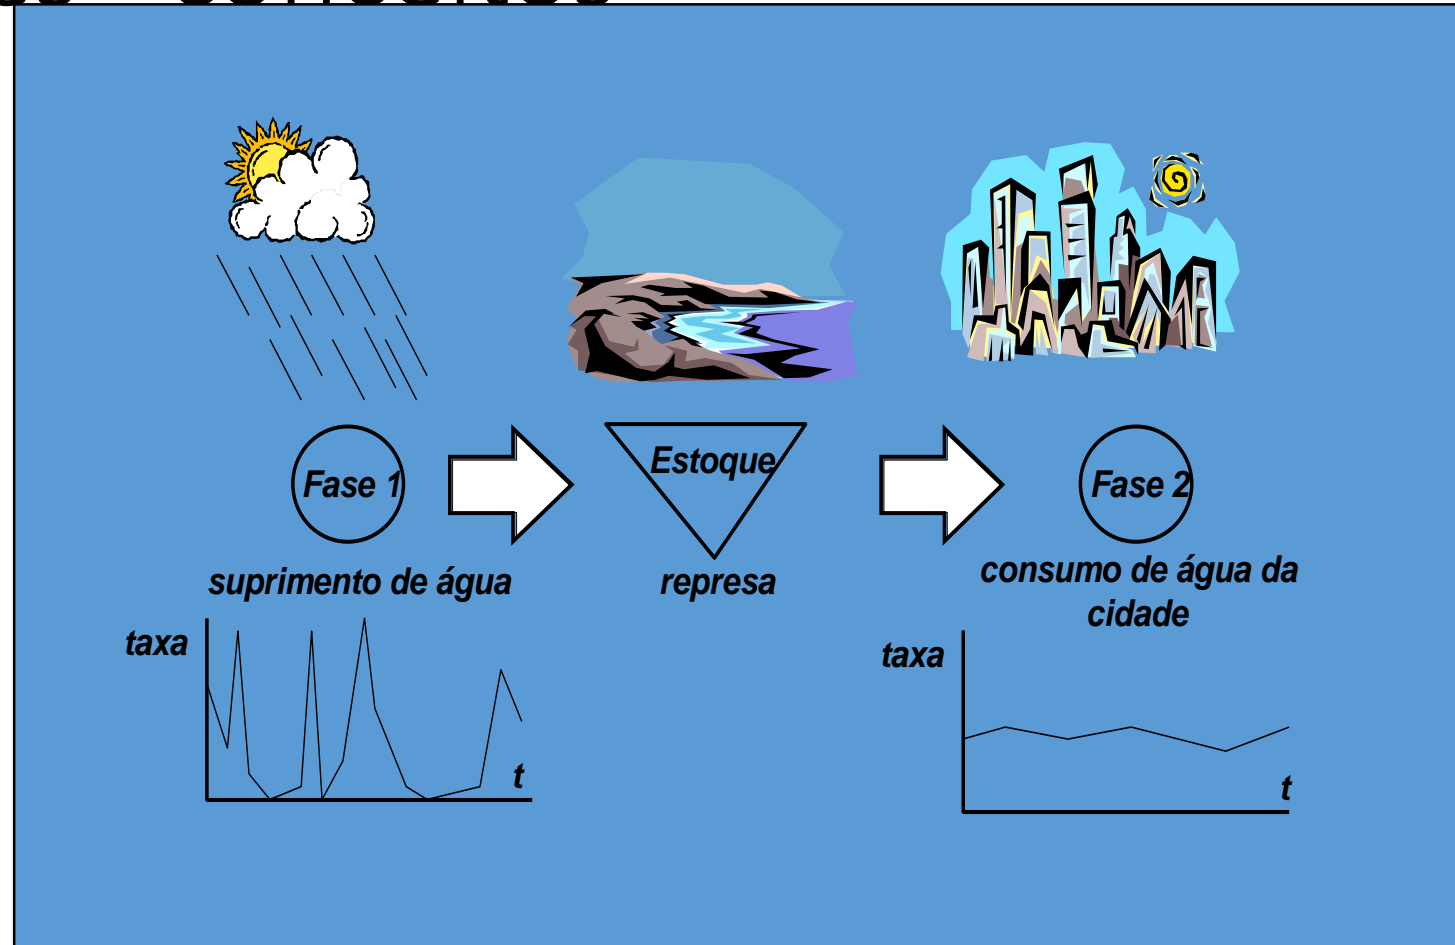 Fase 1
Estoque
Fase 2
suprimento de água
represa
consumo de água da
cidade
taxa
t
taxa
t